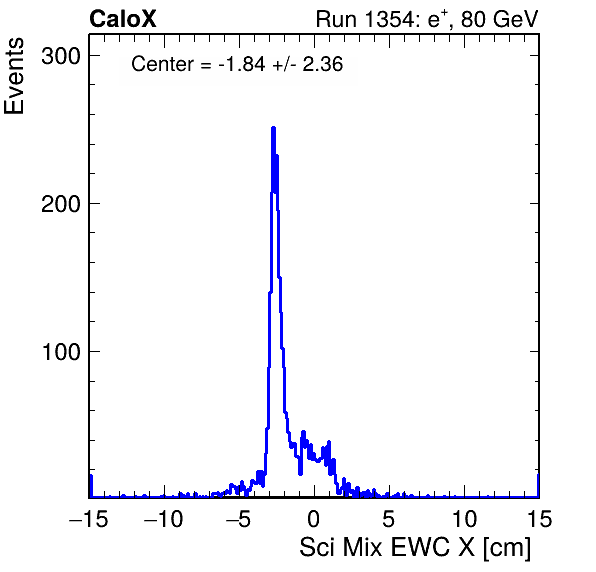 CaloX Run 1354: e⁺, 80 GeV
Center = -1.84 +/- 2.36
Events
300
200
100
−15 −10 −5 0 5 10 15
Sci Mix EWC X [cm]